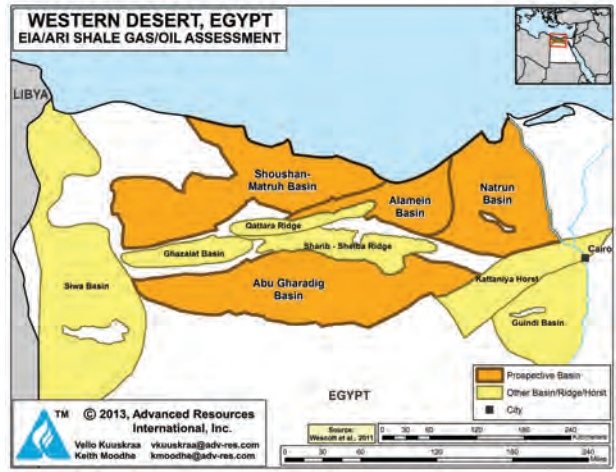 WESTERN DESERT, EGYPT
EIA/ARI SHALE GAS/OIL ASSESSMENT
LIBYA
Shoushan-
Matruh Basin
Alamein
Basin
Natrun
Basin
Qattara Ridge
Ghazalat Basin
Sharib - Sheiba Ridge
Cairo
Siwa Basin
Abu Gharadig
Basin
Kattaniya Horst
Guindi Basin
EGYPT
Prospective Basin
Other Basin/Ridge/Horst
City
TM
© 2013, Advanced Resources
International, Inc.
Vello Kuuskraa vkuuskraa@adv-res.com
Keith Moodhe kmoodhe@adv-res.com
Source:
Wescott et al., 2011
0 30 60 120 180 240
Kilometers
0 30 60 120 180 240
Miles